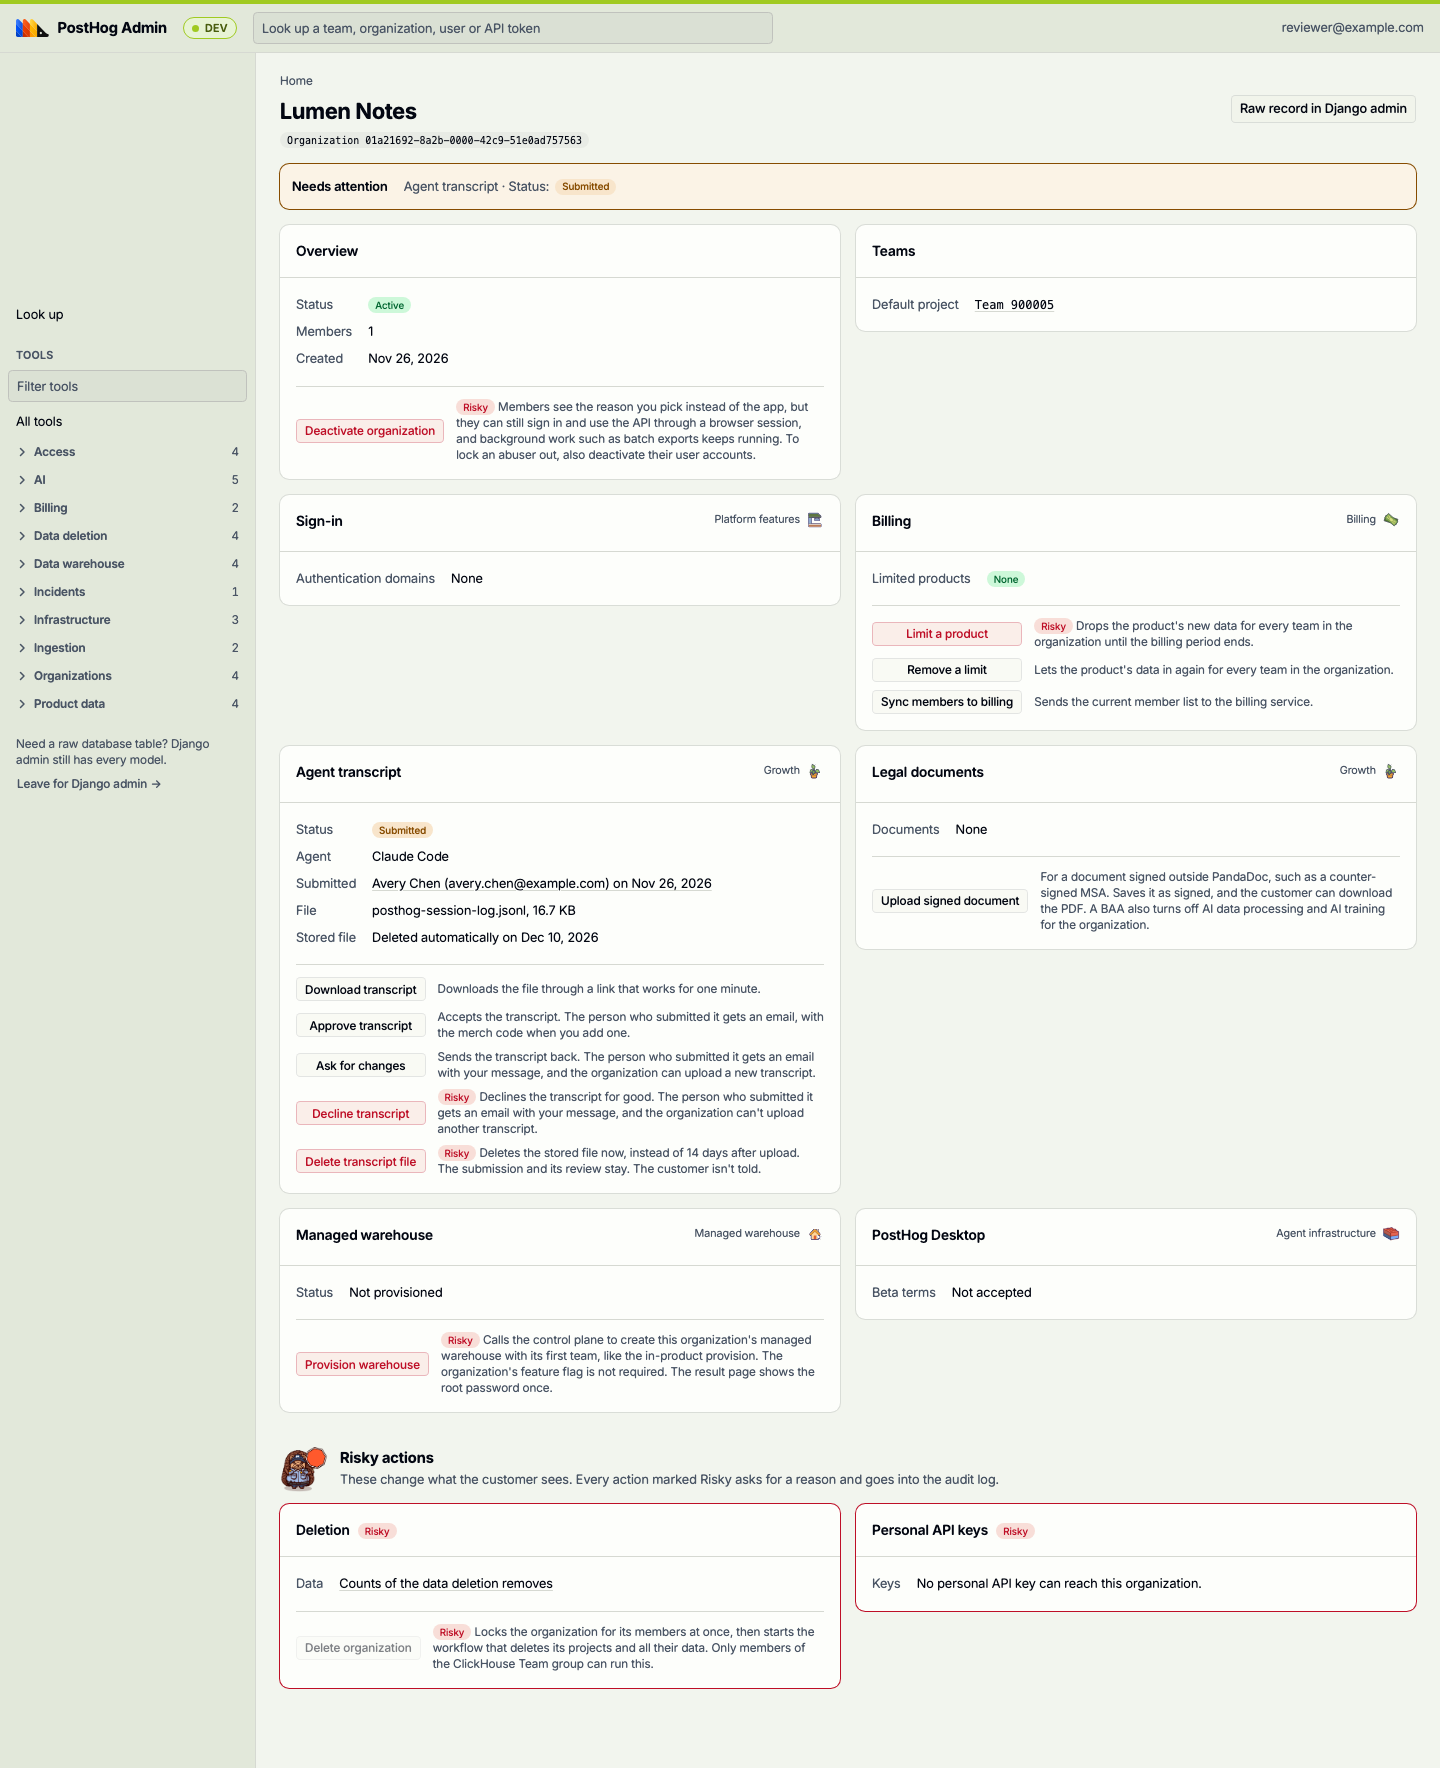 PostHog Admin
DEV
Look up a team, organization, user or API token
reviewer@example.com
Look up
TOOLS
Filter tools
All tools
Access 4
AI 5
Billing 2
Data deletion 4
Data warehouse 4
Incidents 1
Infrastructure 3
Ingestion 2
Organizations 4
Product data 4
Need a raw database table? Django
admin still has every model.
Leave for Django admin →
Home
Lumen Notes
Raw record in Django admin
Organization 01a21692-8a2b-0000-42c9-51e0ad757563
Needs attention Agent transcript · Status: Submitted
Overview
Status Active
Members 1
Created Nov 26, 2026
Deactivate organization
Risky Members see the reason you pick instead of the app, but
they can still sign in and use the API through a browser session,
and background work such as batch exports keeps running. To
lock an abuser out, also deactivate their user accounts.
Teams
Default project Team 900005
Sign-in
Platform features
Authentication domains None
Billing
Billing
Limited products None
Limit a product
Risky Drops the product's new data for every team in the
organization until the billing period ends.
Remove a limit
Lets the product's data in again for every team in the organization.
Sync members to billing
Sends the current member list to the billing service.
Agent transcript
Growth
Status Submitted
Agent Claude Code
Submitted Avery Chen (avery.chen@example.com) on Nov 26, 2026
File posthog-session-log.jsonl, 16.7 KB
Stored file Deleted automatically on Dec 10, 2026
Download transcript
Downloads the file through a link that works for one minute.
Approve transcript
Accepts the transcript. The person who submitted it gets an email, with
the merch code when you add one.
Ask for changes
Sends the transcript back. The person who submitted it gets an email
with your message, and the organization can upload a new transcript.
Decline transcript
Risky Declines the transcript for good. The person who submitted it
gets an email with your message, and the organization can't upload
another transcript.
Delete transcript file
Risky Deletes the stored file now, instead of 14 days after upload.
The submission and its review stay. The customer isn't told.
Legal documents
Growth
Documents None
Upload signed document
For a document signed outside PandaDoc, such as a counter-
signed MSA. Saves it as signed, and the customer can download
the PDF. A BAA also turns off AI data processing and AI training
for the organization.
Managed warehouse
Managed warehouse
Status Not provisioned
Provision warehouse
Risky Calls the control plane to create this organization's managed
warehouse with its first team, like the in-product provision. The
organization's feature flag is not required. The result page shows the
root password once.
PostHog Desktop
Agent infrastructure
Beta terms Not accepted
Risky actions
These change what the customer sees. Every action marked Risky asks for a reason and goes into the audit log.
Deletion Risky
Data Counts of the data deletion removes
Delete organization
Risky Locks the organization for its members at once, then starts the
workflow that deletes its projects and all their data. Only members of
the ClickHouse Team group can run this.
Personal API keys Risky
Keys No personal API key can reach this organization.